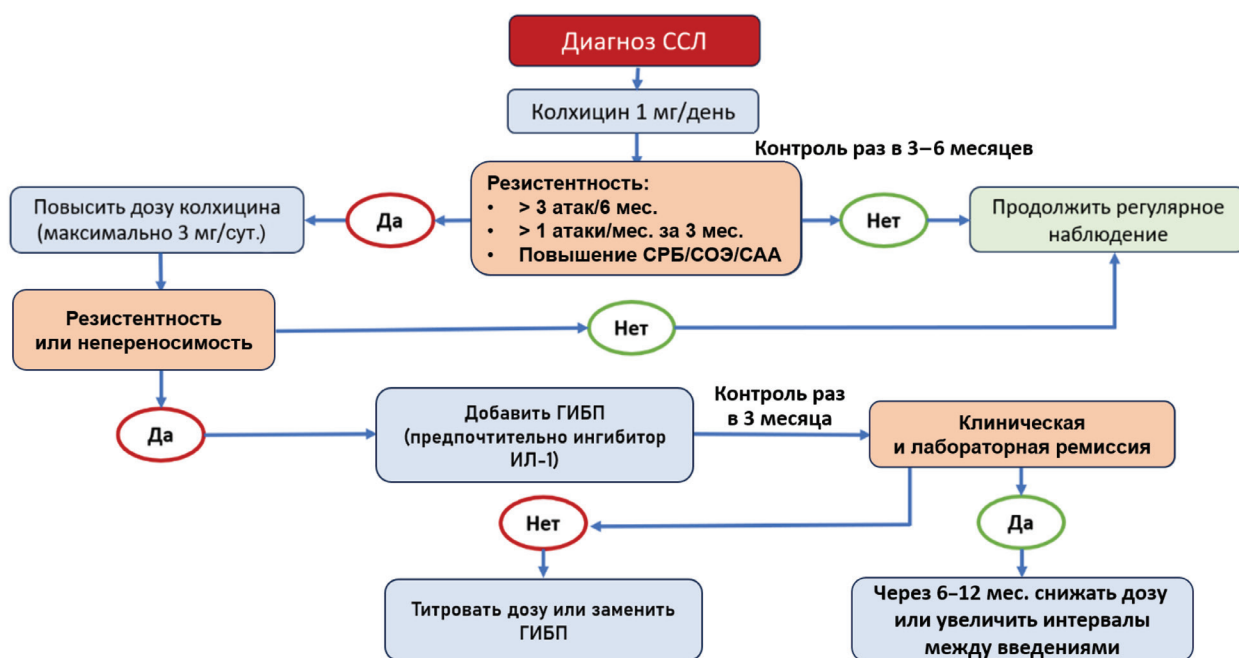 Диагноз ССЛ
Колхицин 1 мг/день
Контроль раз в 3–6 месяцев
Резистентность:
• > 3 атак/6 мес.
• > 1 атаки/мес. за 3 мес.
• Повышение СРБ/СОЭ/САА
Да
Повысить дозу колхицина
(максимально 3 мг/сут.)
Нет
Продолжить регулярное
наблюдение
Резистентность
или непереносимость
Нет
Да
Добавить ГИБП
(предпочтительно ингибитор
ИЛ-1)
Контроль раз
в 3 месяца
Клиническая
и лабораторная ремиссия
Нет
Да
Титровать дозу или заменить
ГИБП
Через 6–12 мес. снижать дозу
или увеличить интервалы
между введениями